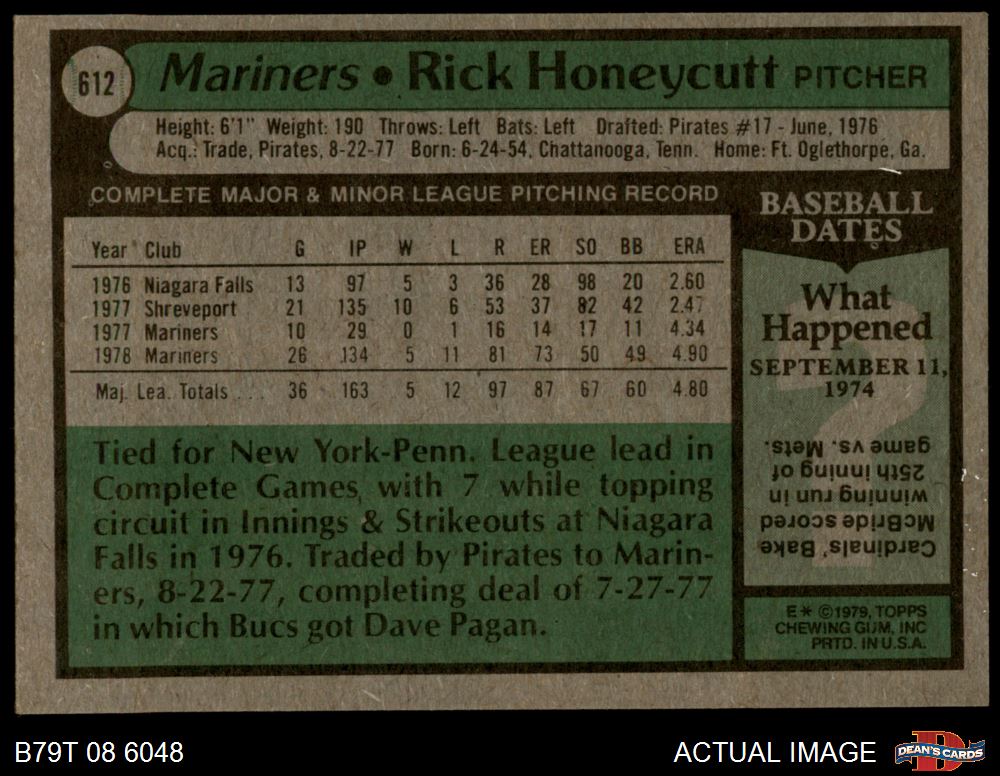 612
Mariners • Rick Honeycutt PITCHER
Height: 6'1" Weight: 190 Throws: Left Bats: Left Drafted: Pirates #17 - June, 1976
Acq.: Trade, Pirates, 8-22-77 Born: 6-24-54, Chattanooga, Tenn. Home: Ft. Oglethorpe, Ga.
COMPLETE MAJOR & MINOR LEAGUE PITCHING RECORD
Year Club G IP W L R ER SO BB ERA
1976 Niagara Falls 13 97 5 3 36 28 98 20 2.60
1977 Shreveport 21 135 10 6 53 37 82 42 2.47
1977 Mariners 10 29 0 1 16 14 17 11 4.34
1978 Mariners 26 134 5 11 81 73 50 49 4.90
Maj. Lea. Totals . . . 36 163 5 12 97 87 67 60 4.80
Tied for New York-Penn. League lead in
Complete Games, with 7 while topping
circuit in Innings & Strikeouts at Niagara
Falls in 1976. Traded by Pirates to Marin-
ers, 8-22-77, completing deal of 7-27-77
in which Bucs got Dave Pagan.
BASEBALL
DATES
What
Happened
SEPTEMBER 11,
1974
?
Cardinals' Bake
McBride scored
winning run in
25th inning of
game vs. Mets.
E* ©1979, TOPPS
CHEWING GUM, INC
PRTD. IN U.S.A.
B79T 08 6048
ACTUAL IMAGE
D
DEAN'S CARDS